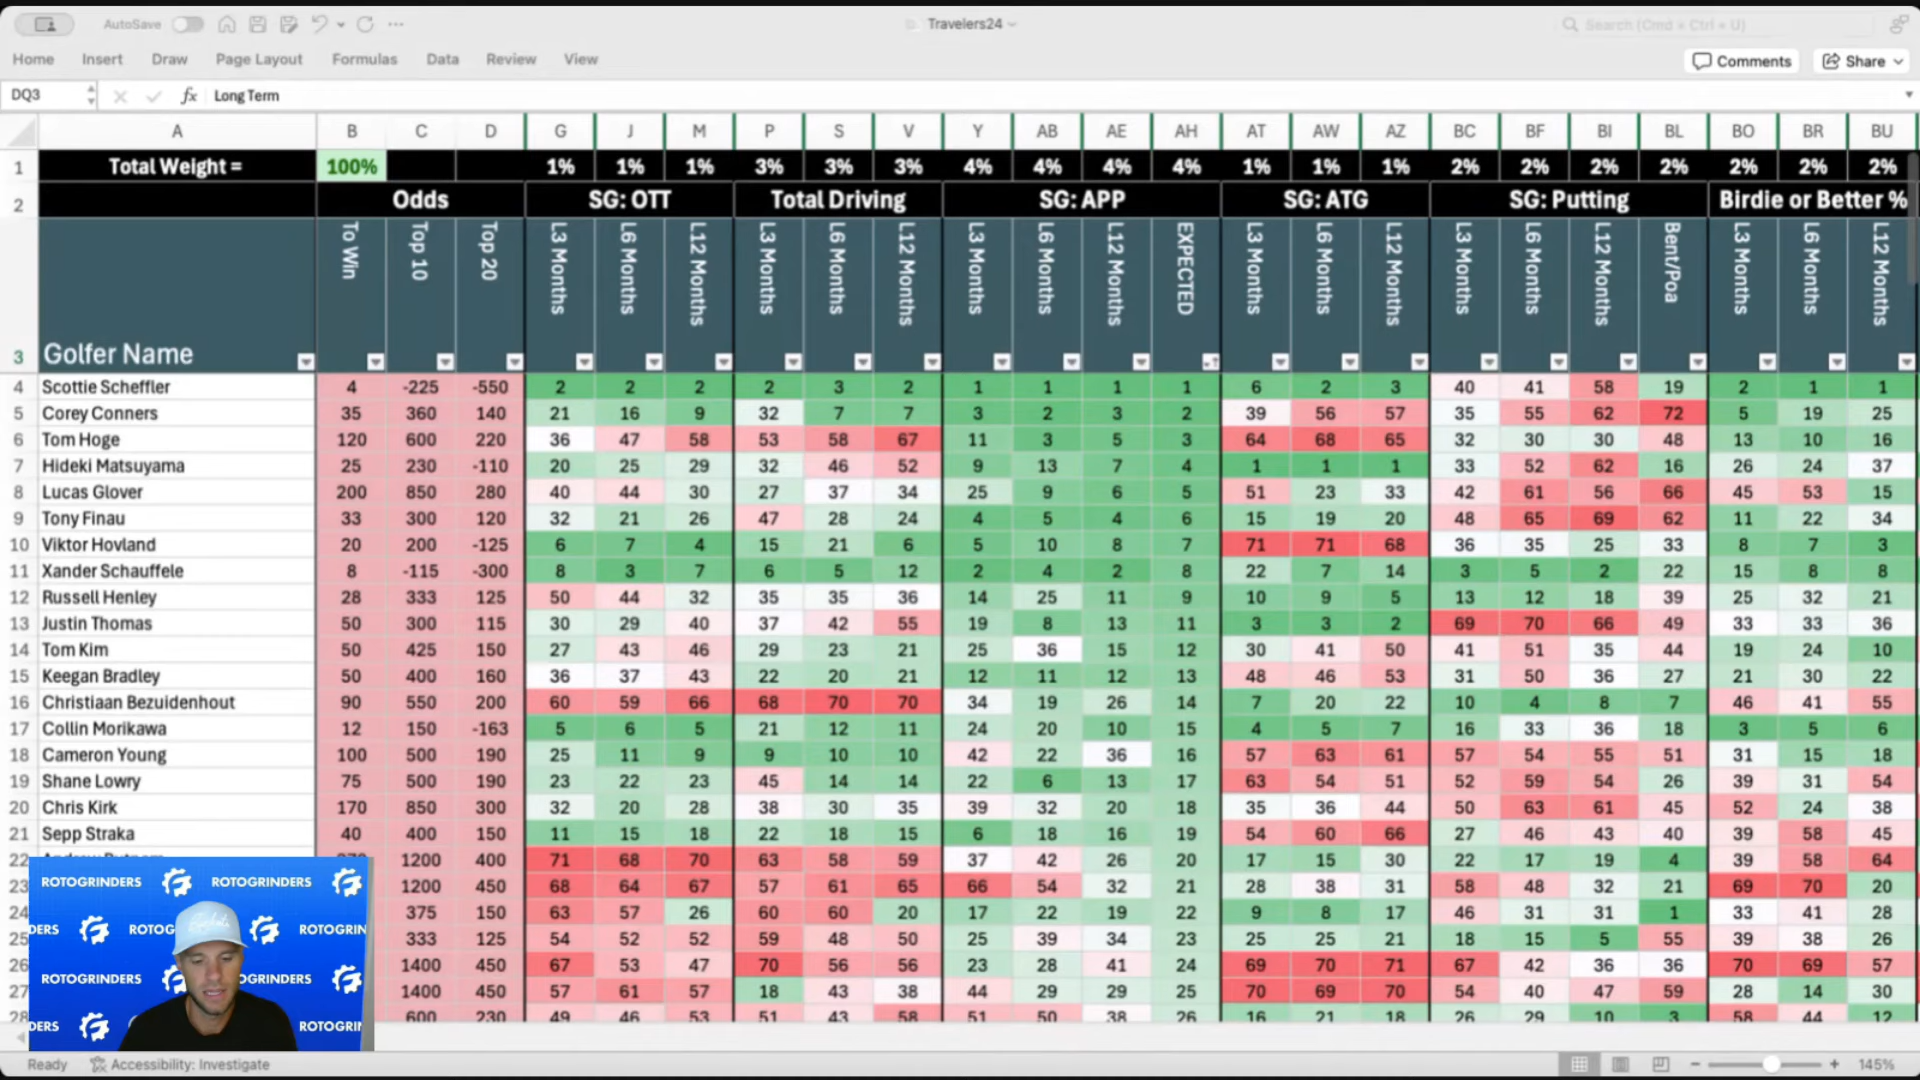 AutoSave
Travelers24
Search (Cmd + Ctrl + U)
Home Insert Draw Page Layout Formulas Data Review View Comments Share
DQ3 fx Long Term
A B C D G J M P S V Y AB AE AH AT AW AZ BC BF BI BL BO BR BU
1 Total Weight = 100% 1% 1% 1% 3% 3% 3% 4% 4% 4% 4% 1% 1% 1% 2% 2% 2% 2% 2% 2% 2%
2 Odds SG: OTT Total Driving SG: APP SG: ATG SG: Putting Birdie or Better %
3 Golfer Name To Win Top 10 Top 20 L3 Months L6 Months L12 Months L3 Months L6 Months L12 Months L3 Months L6 Months L12 Months EXPECTED L3 Months L6 Months L12 Months L3 Months L6 Months L12 Months Bent/Poa L3 Months L6 Months L12 Months
4 Scottie Scheffler 4 -225 -550 2 2 2 2 3 2 1 1 1 1 6 2 3 40 41 58 19 2 1 1
5 Corey Conners 35 360 140 21 16 9 32 7 7 3 2 3 2 39 56 57 35 55 62 72 5 19 25
6 Tom Hoge 120 600 220 36 47 58 53 58 67 11 3 5 3 64 68 65 32 30 30 48 13 10 16
7 Hideki Matsuyama 25 230 -110 20 25 29 32 46 52 9 13 7 4 1 1 1 33 52 62 16 26 24 37
8 Lucas Glover 200 850 280 40 44 30 27 37 34 25 9 6 5 51 23 33 42 61 56 66 45 53 15
9 Tony Finau 33 300 120 32 21 26 47 28 24 4 5 4 6 15 19 20 48 65 69 62 11 22 34
10 Viktor Hovland 20 200 -125 6 7 4 15 21 6 5 10 8 7 71 71 68 36 35 25 33 8 7 3
11 Xander Schauffele 8 -115 -300 8 3 7 6 5 12 2 4 2 8 22 7 14 3 5 2 22 15 8 8
12 Russell Henley 28 333 125 50 44 32 35 35 36 14 25 11 9 10 9 5 13 12 18 39 25 32 21
13 Justin Thomas 50 300 115 30 29 40 37 42 55 19 8 13 11 3 3 2 69 70 66 49 33 33 36
14 Tom Kim 50 425 150 27 43 46 29 23 21 25 36 15 12 30 41 50 41 51 35 44 19 24 10
15 Keegan Bradley 50 400 160 36 37 43 22 20 21 12 11 12 13 48 46 53 31 50 36 27 21 30 22
16 Christiaan Bezuidenhout 90 550 200 60 59 66 68 70 70 34 19 26 14 7 20 22 10 4 8 7 46 41 55
17 Collin Morikawa 12 150 -163 5 6 5 21 12 11 24 20 10 15 4 5 7 16 33 36 18 3 5 6
18 Cameron Young 100 500 190 25 11 9 9 10 10 42 22 36 16 57 63 61 57 54 55 51 31 15 18
19 Shane Lowry 75 500 190 23 22 23 45 14 14 22 6 13 17 63 54 51 52 59 54 26 39 31 54
20 Chris Kirk 170 850 300 32 20 28 38 30 35 39 32 20 18 35 36 44 50 63 61 45 52 24 38
21 Sepp Straka 40 400 150 11 15 18 22 18 15 6 18 16 19 54 60 66 27 46 43 40 39 58 45
22 1200 400 71 68 70 63 58 59 37 42 26 20 17 15 30 22 17 19 4 39 58 64
23 1200 450 68 64 67 57 61 65 66 54 32 21 28 38 31 58 48 32 21 69 70 20
24 375 150 63 57 26 60 60 20 17 22 19 22 9 8 17 46 31 31 1 33 41 28
25 333 125 54 52 52 59 48 50 25 39 34 23 25 25 21 18 15 5 55 39 38 26
26 1400 450 67 53 47 70 56 56 23 28 41 24 69 70 71 67 42 36 36 70 69 57
27 1400 450 57 61 57 18 43 38 44 29 29 25 70 69 70 54 40 47 59 28 14 30
28 600 230 49 46 53 51 43 58 51 50 38 26 16 21 18 26 29 10 3 58 44 12
ROTOGRINDERS ROTOGRINDERS
DERS ROTOG ROTOGRIN
ROTOGRINDERS OGRINDERS
DERS ROTOGRIN
Ready Accessibility: Investigate 145%